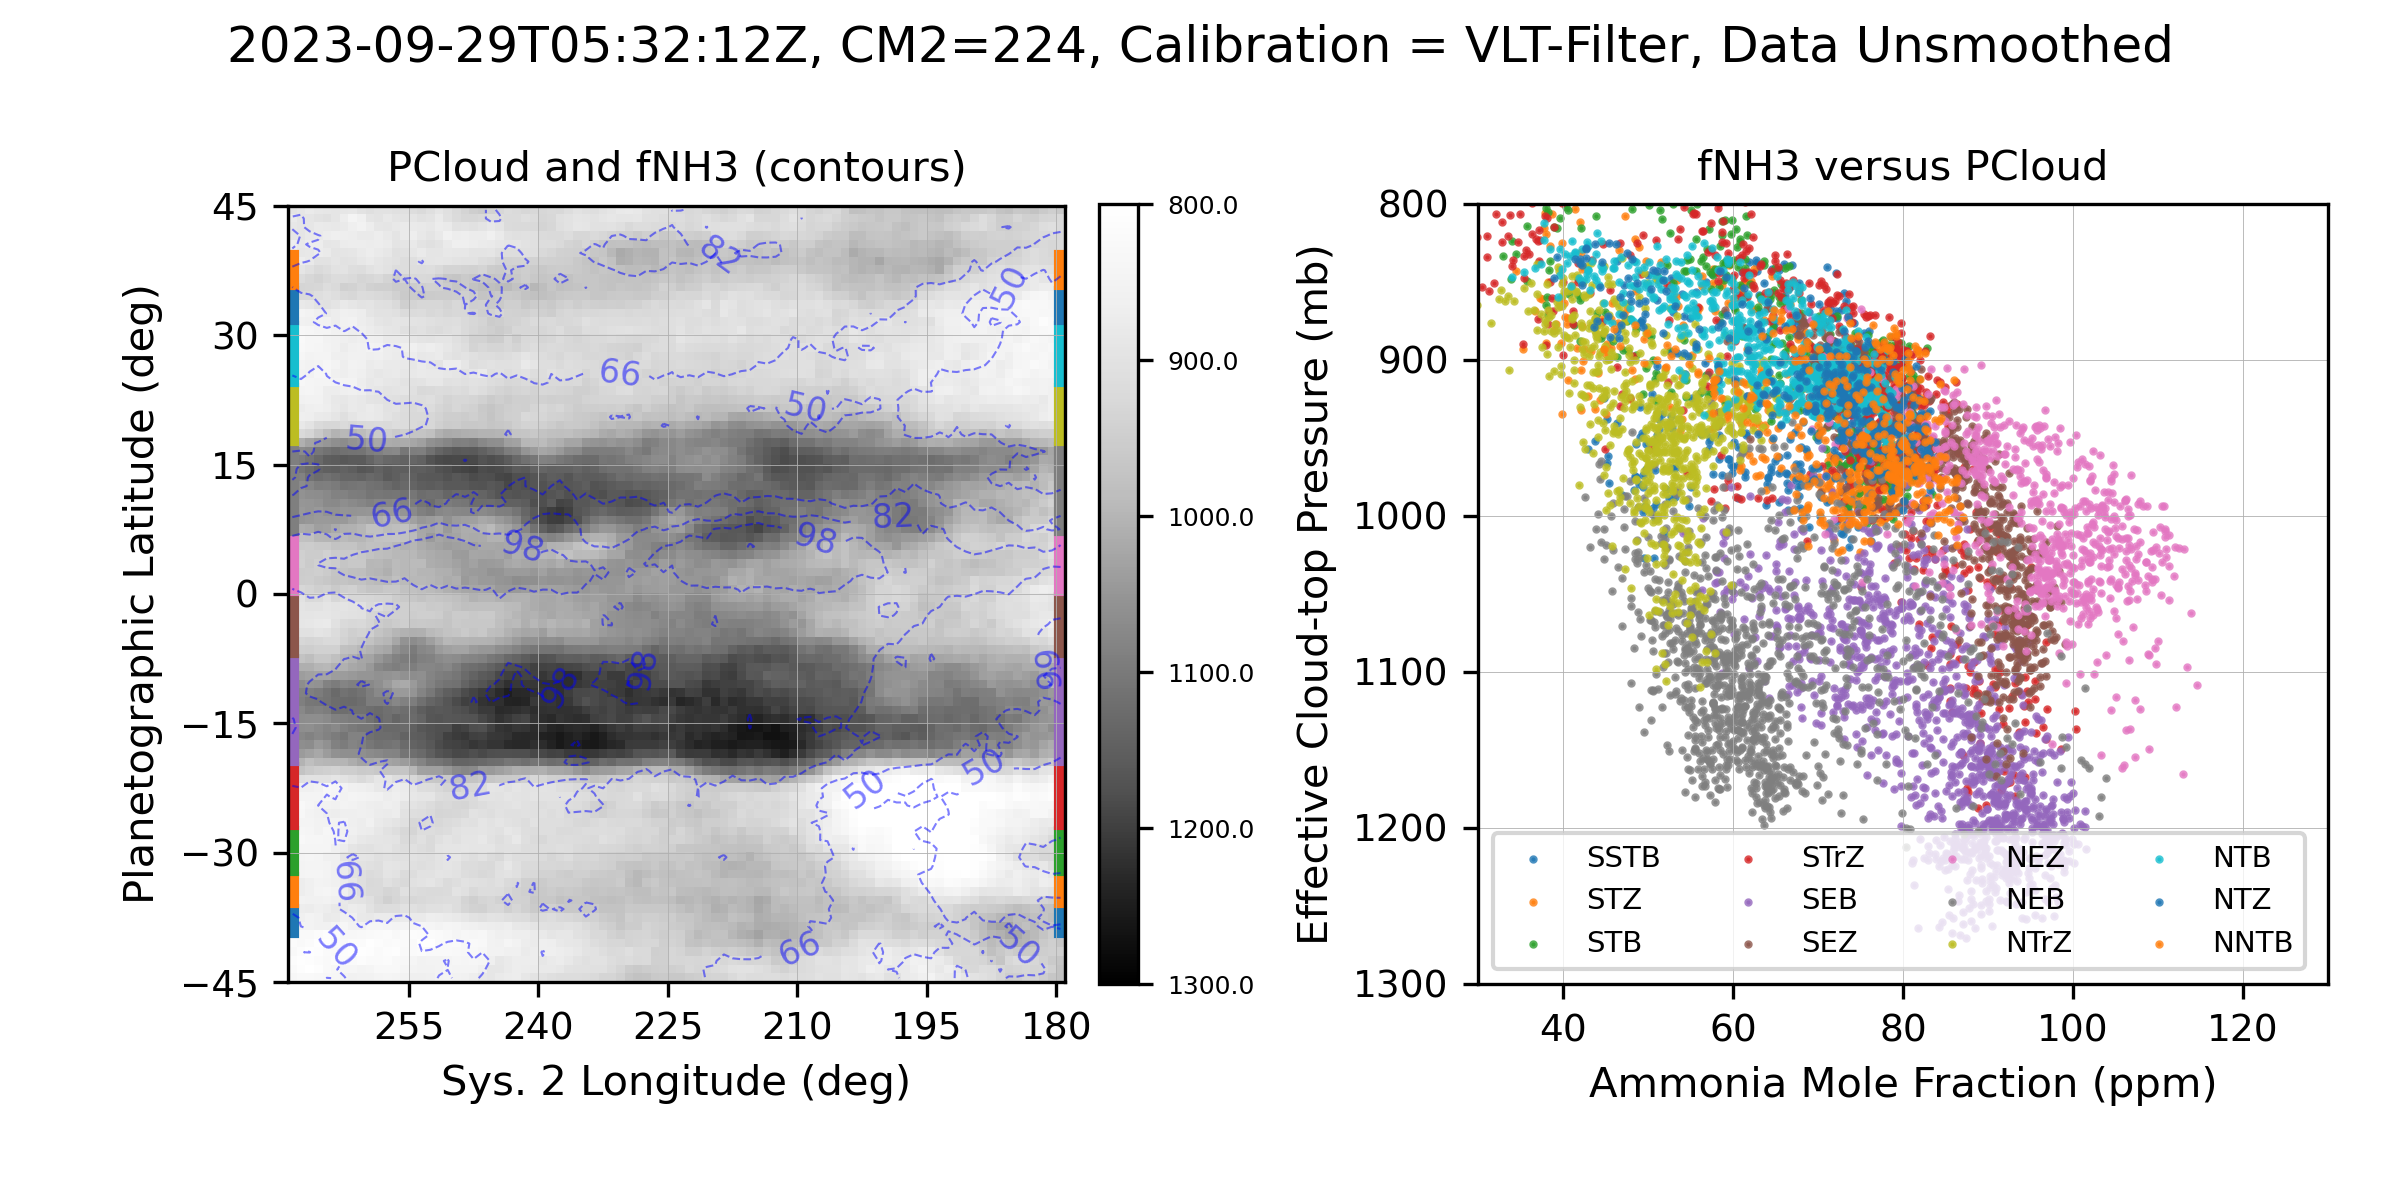 2023-09-29T05:32:12Z, CM2=224, Calibration = VLT-Filter, Data Unsmoothed
PCloud and fNH3 (contours)
Planetographic Latitude (deg)
45
30
15
0
−15
−30
−45
255
240
225
210
195
180
Sys. 2 Longitude (deg)
82
50
66
50
50
66
82
98
98
98
98
66
82
50
50
66
50
66
50
800.0
900.0
1000.0
1100.0
1200.0
1300.0
fNH3 versus PCloud
Effective Cloud-top Pressure (mb)
800
900
1000
1100
1200
1300
40
60
80
100
120
Ammonia Mole Fraction (ppm)
SSTB
STZ
STB
STrZ
SEB
SEZ
NEZ
NEB
NTrZ
NTB
NTZ
NNTB